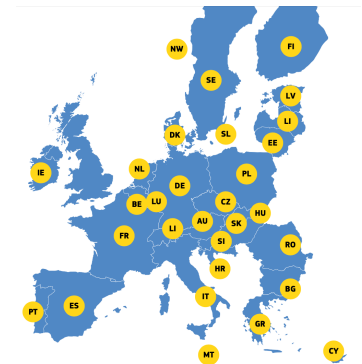 FI
NW
SE
LV
LI
SL
DK
EE
NL
IE
PL
DE
LU
CZ
BE
HU
AU
SK
LI
FR
SI
RO
HR
BG
IT
ES
PT
GR
CY
MT